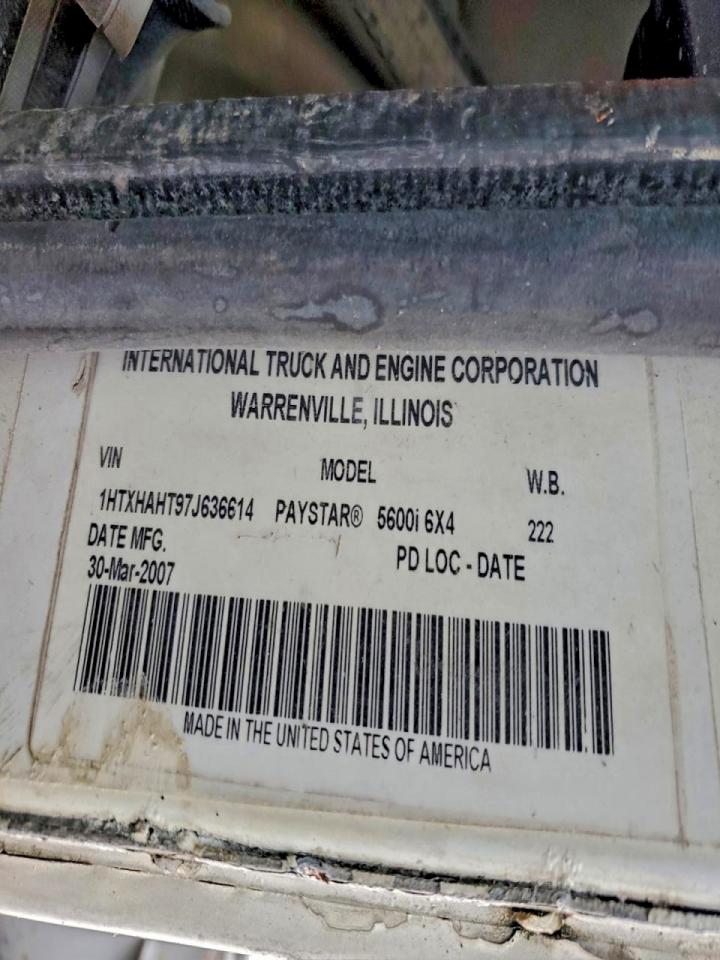 INTERNATIONAL TRUCK AND ENGINE CORPORATION
WARRENVILLE, ILLINOIS
VIN MODEL W.B.
1HTXHAHT97J636614 PAYSTAR® 5600i 6X4 222
DATE MFG. PD LOC - DATE
30-Mar-2007
MADE IN THE UNITED STATES OF AMERICA